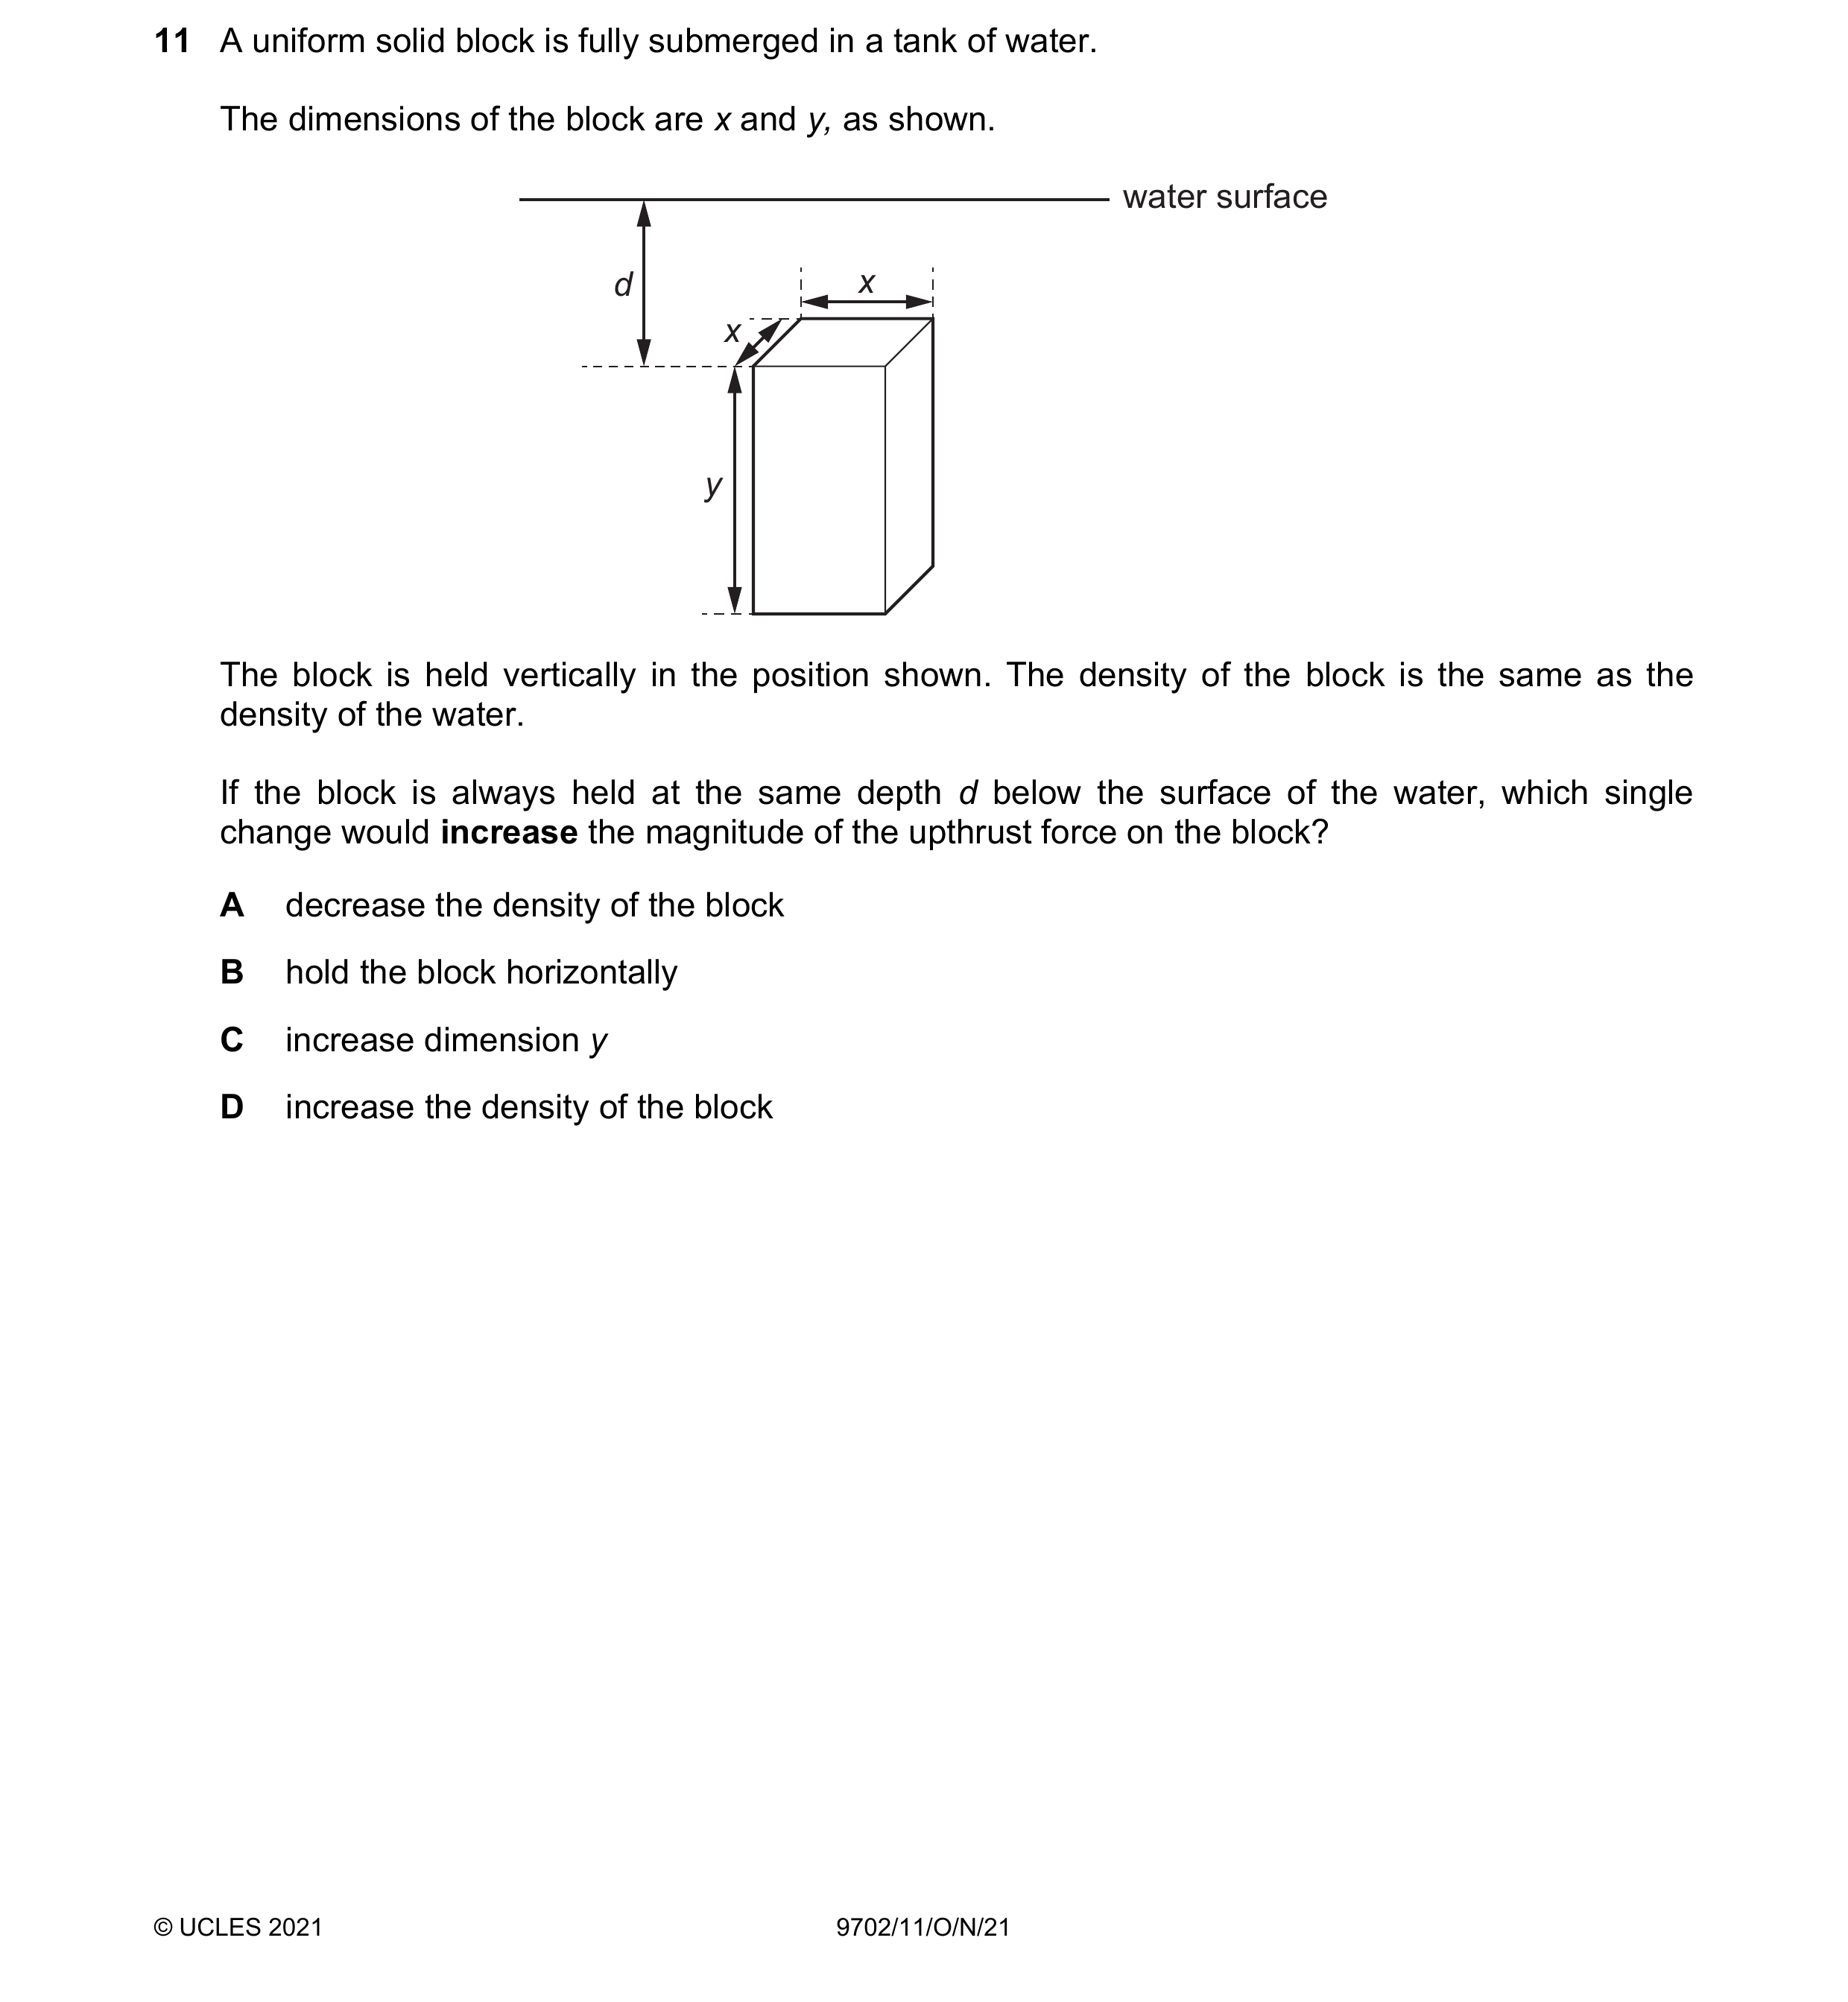 11 A uniform solid block is fully submerged in a tank of water.
The dimensions of the block are x and y, as shown.
water surface
d
x
x
y
The block is held vertically in the position shown. The density of the block is the same as the
density of the water.
If the block is always held at the same depth d below the surface of the water, which single
change would increase the magnitude of the upthrust force on the block?
A decrease the density of the block
B hold the block horizontally
C increase dimension y
D increase the density of the block
© UCLES 2021 9702/11/O/N/21